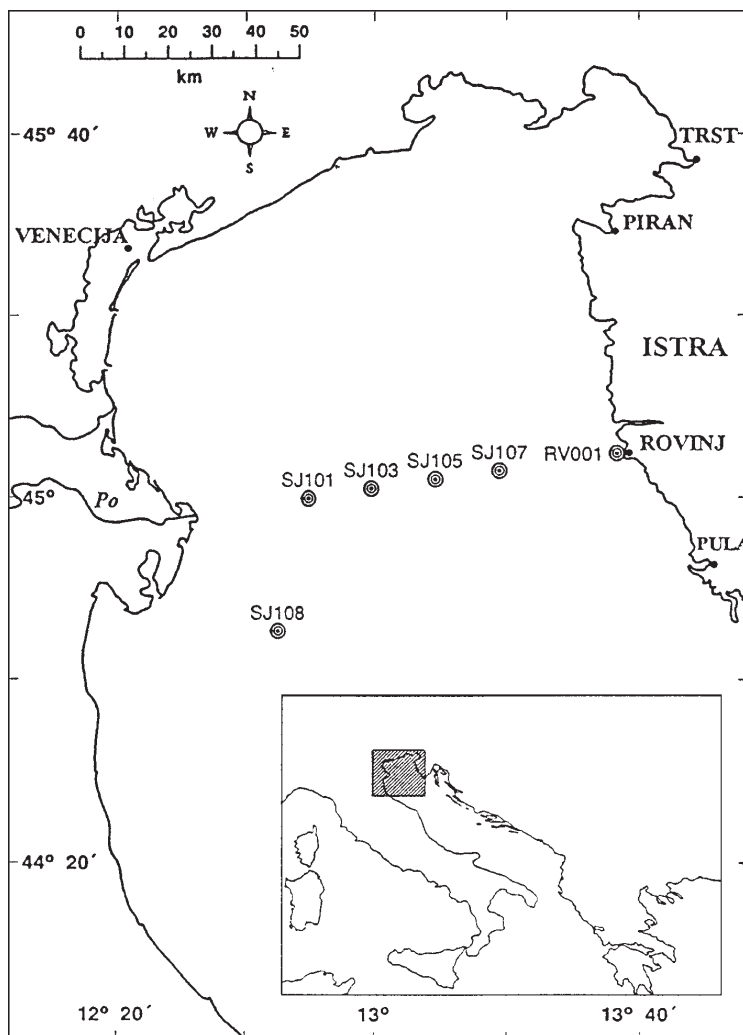 0 10 20 30 40 50
km
N
W E
S
45° 40´
TRST
VENECIJA
PIRAN
ISTRA
ROVINJ
RV001
SJ107
SJ105
SJ103
SJ101
45°
Po
PULA
SJ108
44° 20´
12° 20´ 13° 13° 40´